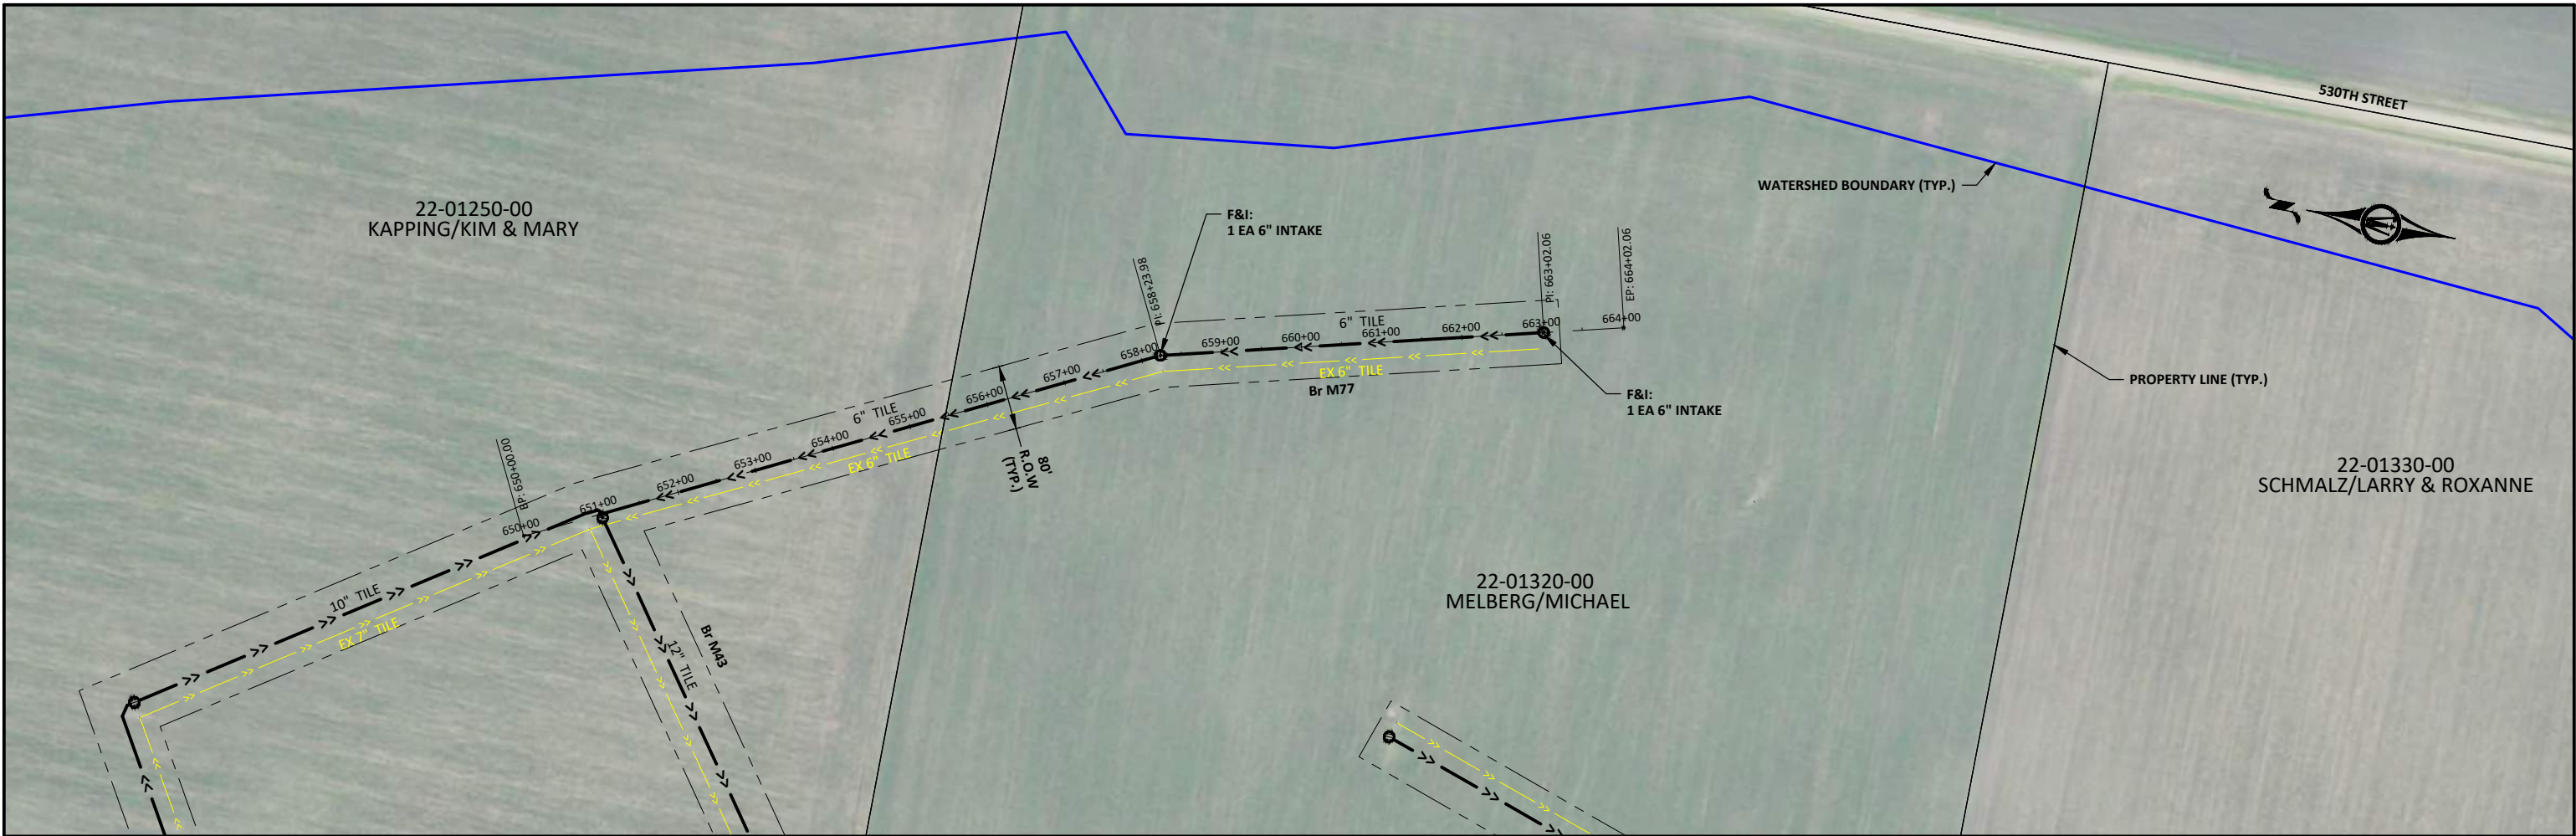 530TH STREET
WATERSHED BOUNDARY (TYP.)
22-01250-00
KAPPING/KIM & MARY
F&I:
1 EA 6" INTAKE
PI: 658+23.98
PI: 663+02.06
EP: 664+02.06
6" TILE
658+00
659+00
660+00
661+00
662+00
663+00
664+00
EX 6" TILE
Br M77
F&I:
1 EA 6" INTAKE
PROPERTY LINE (TYP.)
6" TILE
651+00
652+00
653+00
654+00
655+00
656+00
657+00
EX 6" TILE
80'
R.O.W
(TYP.)
BP: 650+00.00
650+00
22-01330-00
SCHMALZ/LARRY & ROXANNE
22-01320-00
MELBERG/MICHAEL
10" TILE
EX 7" TILE
Br M43
12" TILE
N